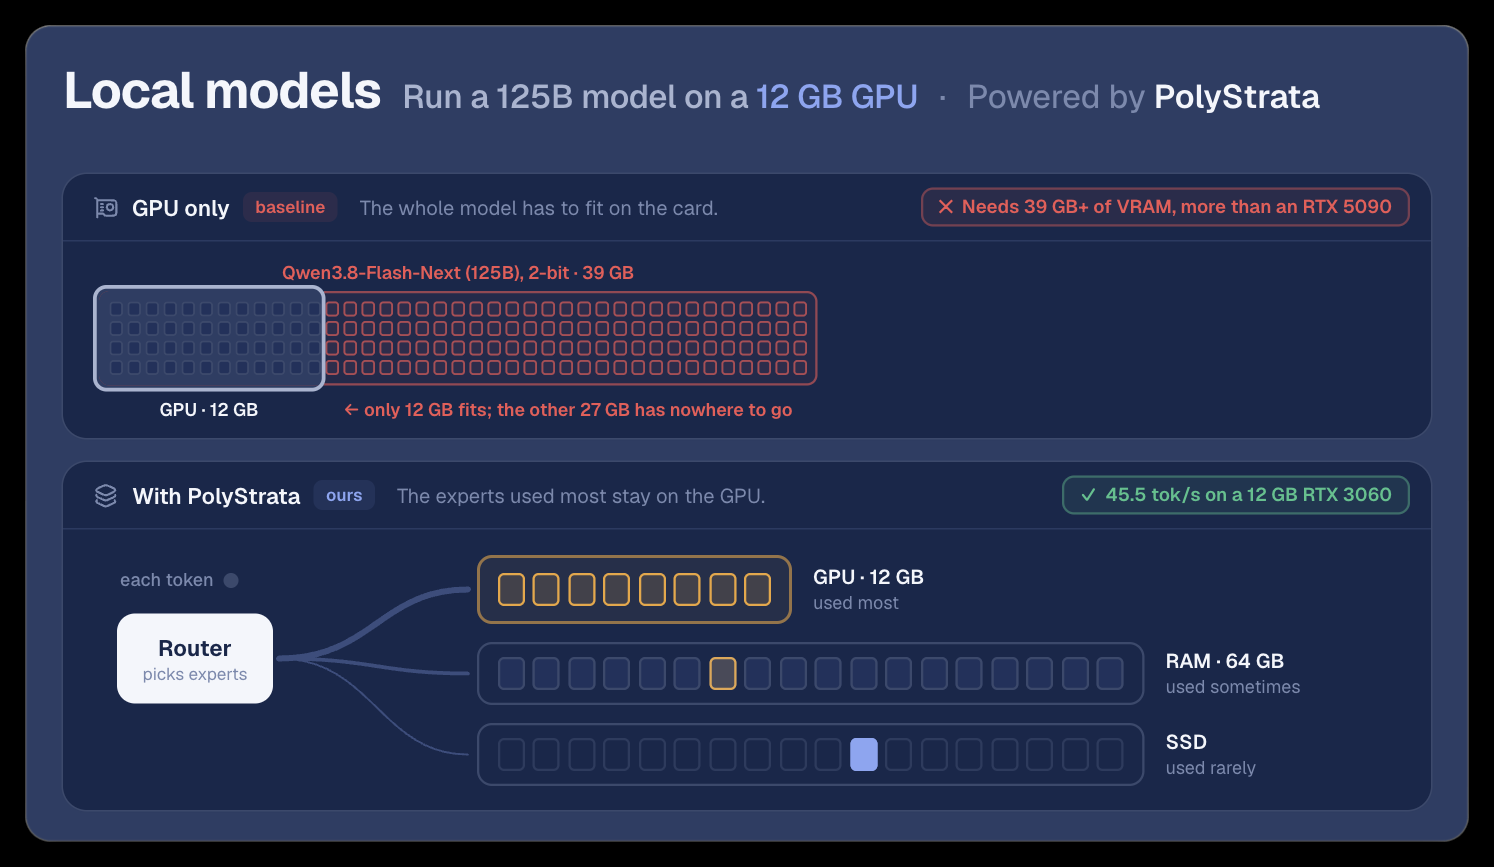 Local models Run a 125B model on a 12 GB GPU · Powered by PolyStrata
GPU only baseline The whole model has to fit on the card. ✕ Needs 39 GB+ of VRAM, more than an RTX 5090
Qwen3.8-Flash-Next (125B), 2-bit · 39 GB
GPU · 12 GB ← only 12 GB fits; the other 27 GB has nowhere to go
With PolyStrata ours The experts used most stay on the GPU. ✓ 45.5 tok/s on a 12 GB RTX 3060
each token
Router
picks experts
GPU · 12 GB
used most
RAM · 64 GB
used sometimes
SSD
used rarely